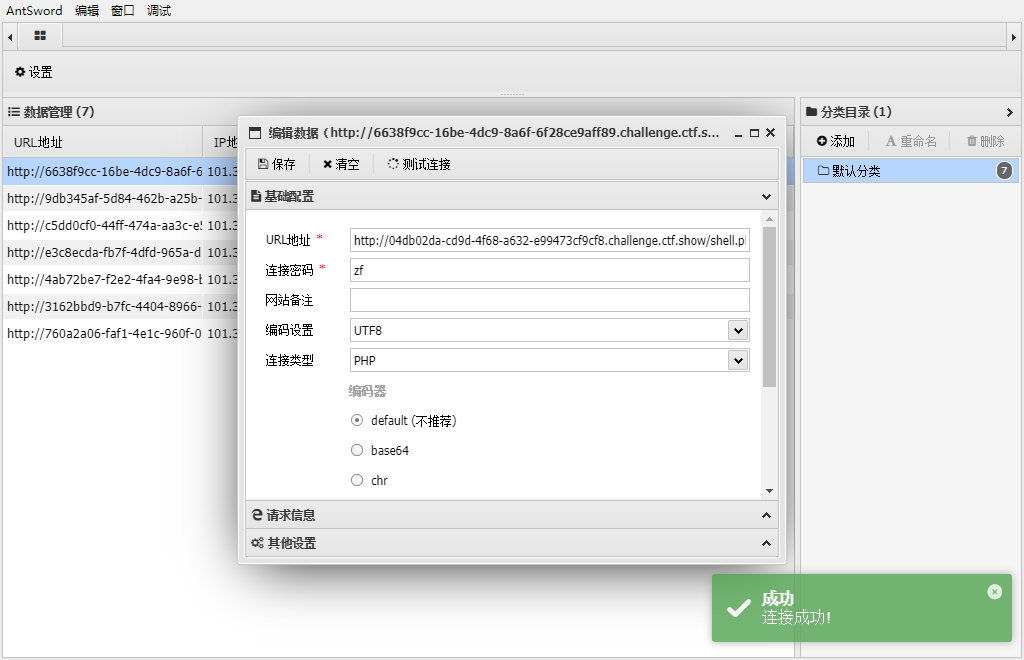 AntSword 编辑 窗口 调试
设置
数据管理 (7)
URL地址 IP地
http://6638f9cc-16be-4dc9-8a6f-6 101.3
http://9db345af-5d84-462b-a25b- 101.3
http://c5dd0cf0-44ff-474a-aa3c-e5 101.3
http://e3c8ecda-fb7f-4dfd-965a-d 101.3
http://4ab72be7-f2e2-4fa4-9e98-b 101.3
http://3162bbd9-b7fc-4404-8966- 101.3
http://760a2a06-faf1-4e1c-960f-0 101.3
编辑数据 (http://6638f9cc-16be-4dc9-8a6f-6f28ce9aff89.challenge.ctf.s...
保存 清空 测试连接
基础配置
URL地址 * http://04db02da-cd9d-4f68-a632-e99473cf9cf8.challenge.ctf.show/shell.p
连接密码 * zf
网站备注
编码设置 UTF8
连接类型 PHP
编码器
default (不推荐)
base64
chr
请求信息
其他设置
分类目录 (1)
添加 重命名 删除
默认分类 7
成功
连接成功!